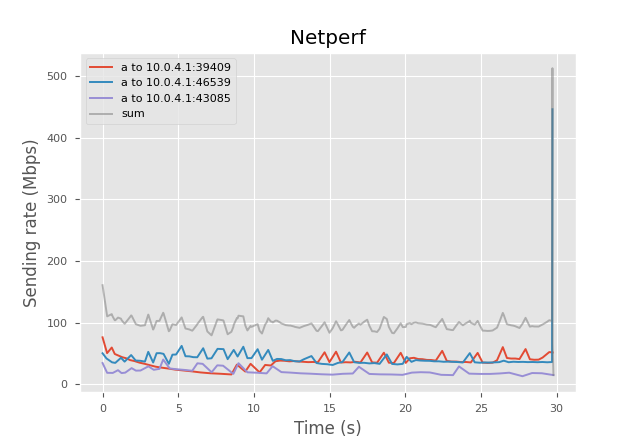 Netperf
a to 10.0.4.1:39409
a to 10.0.4.1:46539
a to 10.0.4.1:43085
sum
Sending rate (Mbps)
500
400
300
200
100
0
0 5 10 15 20 25 30
Time (s)